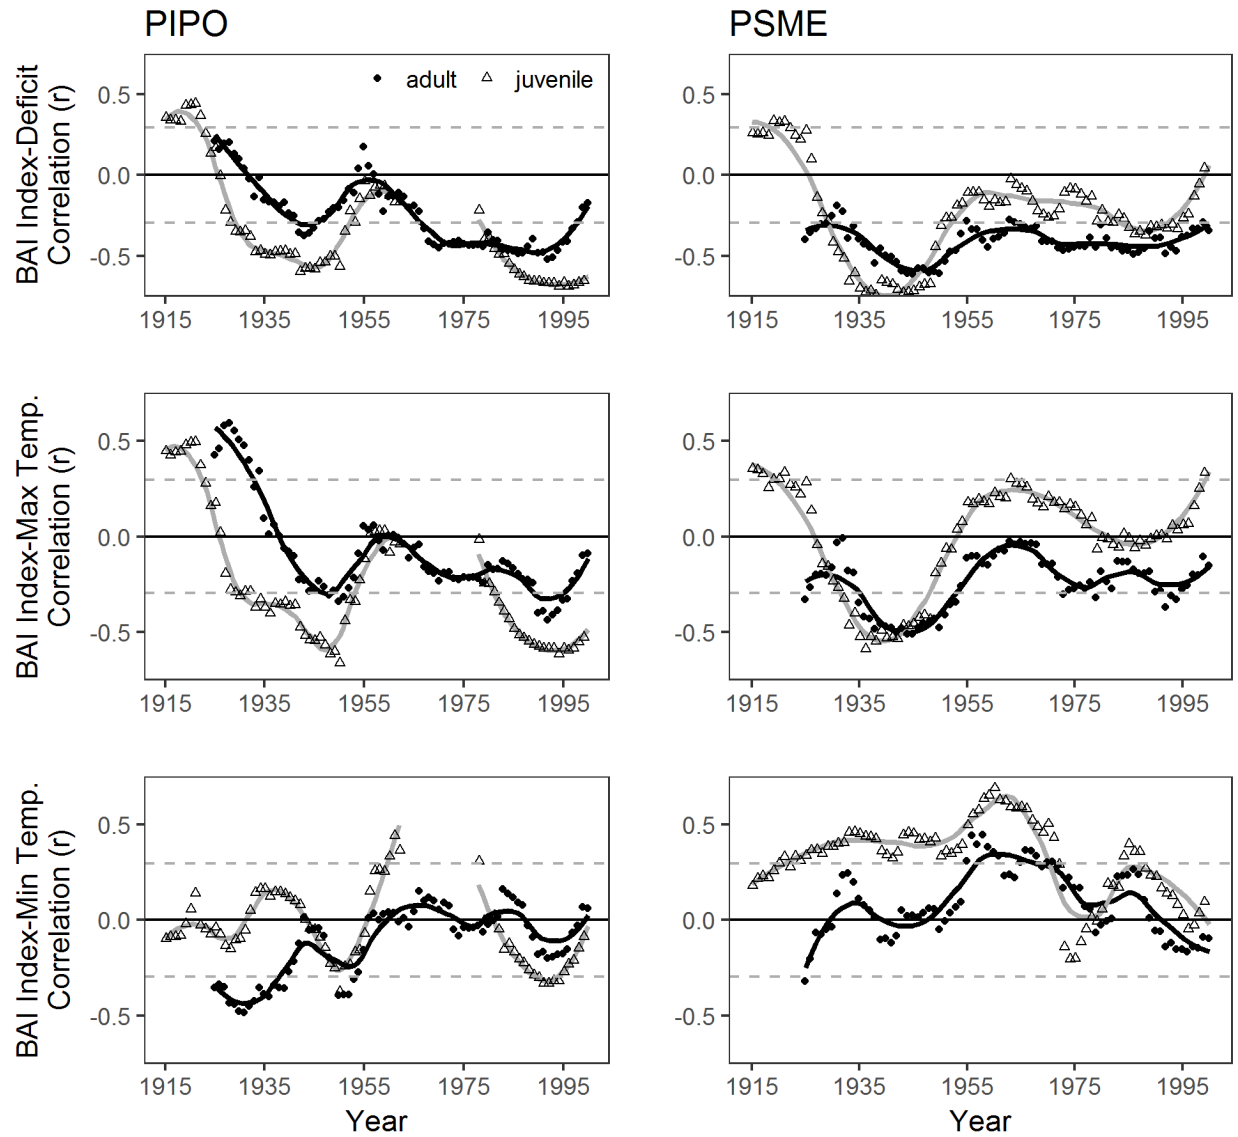 PIPO
PSME
BAI Index-Deficit
Correlation (r)
adult
juvenile
0.5
0.0
-0.5
1915 1935 1955 1975 1995
0.5
0.0
-0.5
1915 1935 1955 1975 1995
BAI Index-Max Temp.
Correlation (r)
0.5
0.0
-0.5
1915 1935 1955 1975 1995
0.5
0.0
-0.5
1915 1935 1955 1975 1995
BAI Index-Min Temp.
Correlation (r)
0.5
0.0
-0.5
1915 1935 1955 1975 1995
Year
0.5
0.0
-0.5
1915 1935 1955 1975 1995
Year